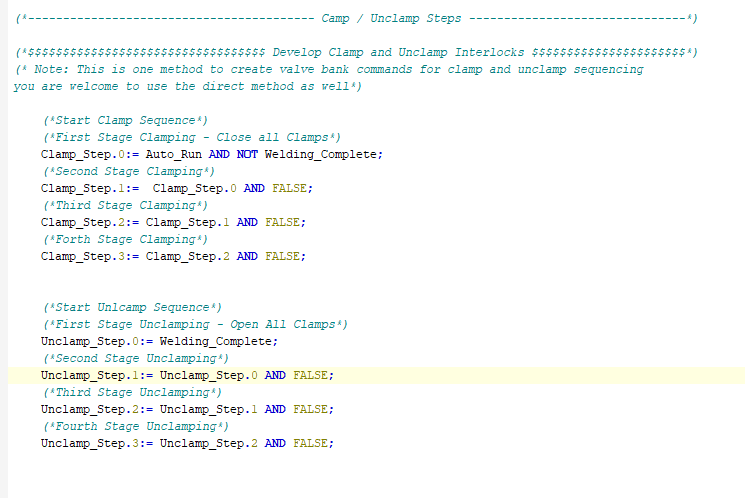 (*----------------------------------------- Camp / Unclamp Steps -------------------------------*)
(*$$$$$$$$$$$$$$$$$$$$$$$$$$$$$$$$$$ Develop Clamp and Unclamp Interlocks $$$$$$$$$$$$$$$$$$$$$$*)
(* Note: This is one method to create valve bank commands for clamp and unclamp sequencing
you are welcome to use the direct method as well*)
(*Start Clamp Sequence*)
(*First Stage Clamping - Close all Clamps*)
Clamp_Step.0:= Auto_Run AND NOT Welding_Complete;
(*Second Stage Clamping*)
Clamp_Step.1:=  Clamp_Step.0 AND FALSE;
(*Third Stage Clamping*)
Clamp_Step.2:= Clamp_Step.1 AND FALSE;
(*Forth Stage Clamping*)
Clamp_Step.3:= Clamp_Step.2 AND FALSE;
(*Start Unlcamp Sequence*)
(*First Stage Unclamping - Open All Clamps*)
Unclamp_Step.0:= Welding_Complete;
(*Second Stage Unclamping*)
Unclamp_Step.1:= Unclamp_Step.0 AND FALSE;
(*Third Stage Unclamping*)
Unclamp_Step.2:= Unclamp_Step.1 AND FALSE;
(*Fourth Stage Unclamping*)
Unclamp_Step.3:= Unclamp_Step.2 AND FALSE;